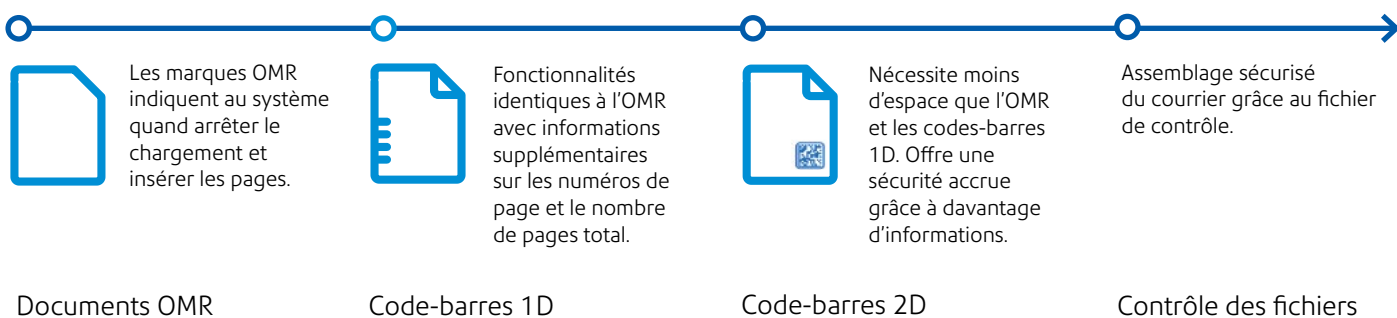 Les marques OMR
indiquent au système
quand arrêter le
chargement et
insérer les pages.
Documents OMR
Fonctionnalités
identiques à l'OMR
avec informations
supplémentaires
sur les numéros de
page et le nombre
de pages total.
Code-barres 1D
Nécessite moins
d'espace que l'OMR
et les codes-barres
1D. Offre une
sécurité accrue
grâce à davantage
d'informations.
Code-barres 2D
Assemblage sécurisé
du courrier grâce au fichier
de contrôle.
Contrôle des fichiers